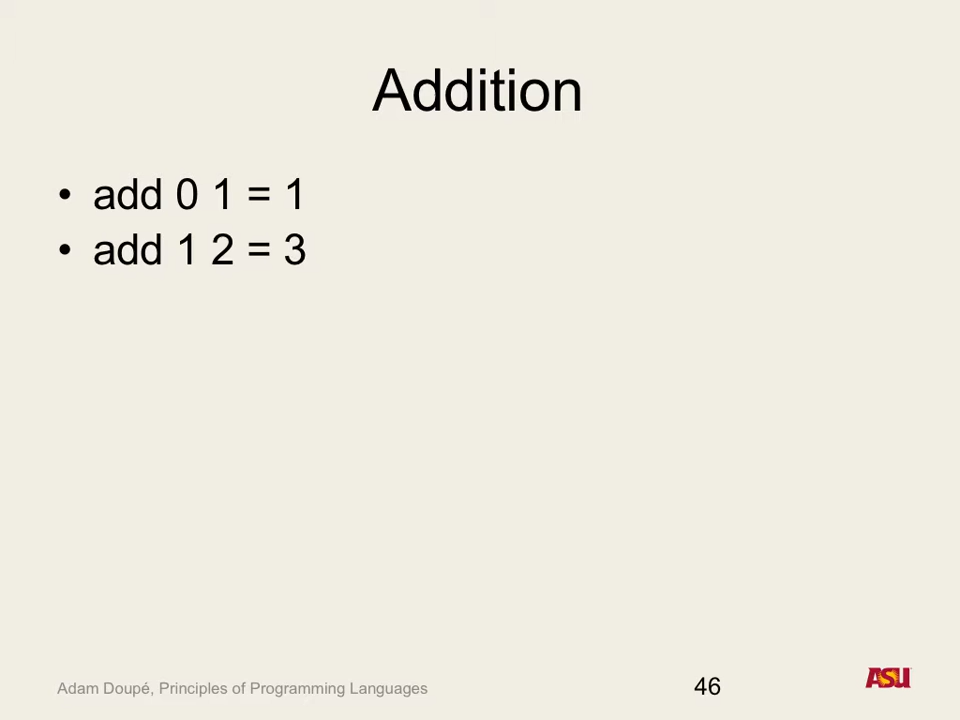 Addition
• add 0 1 = 1
• add 1 2 = 3
Adam Doupé, Principles of Programming Languages
46
ASU